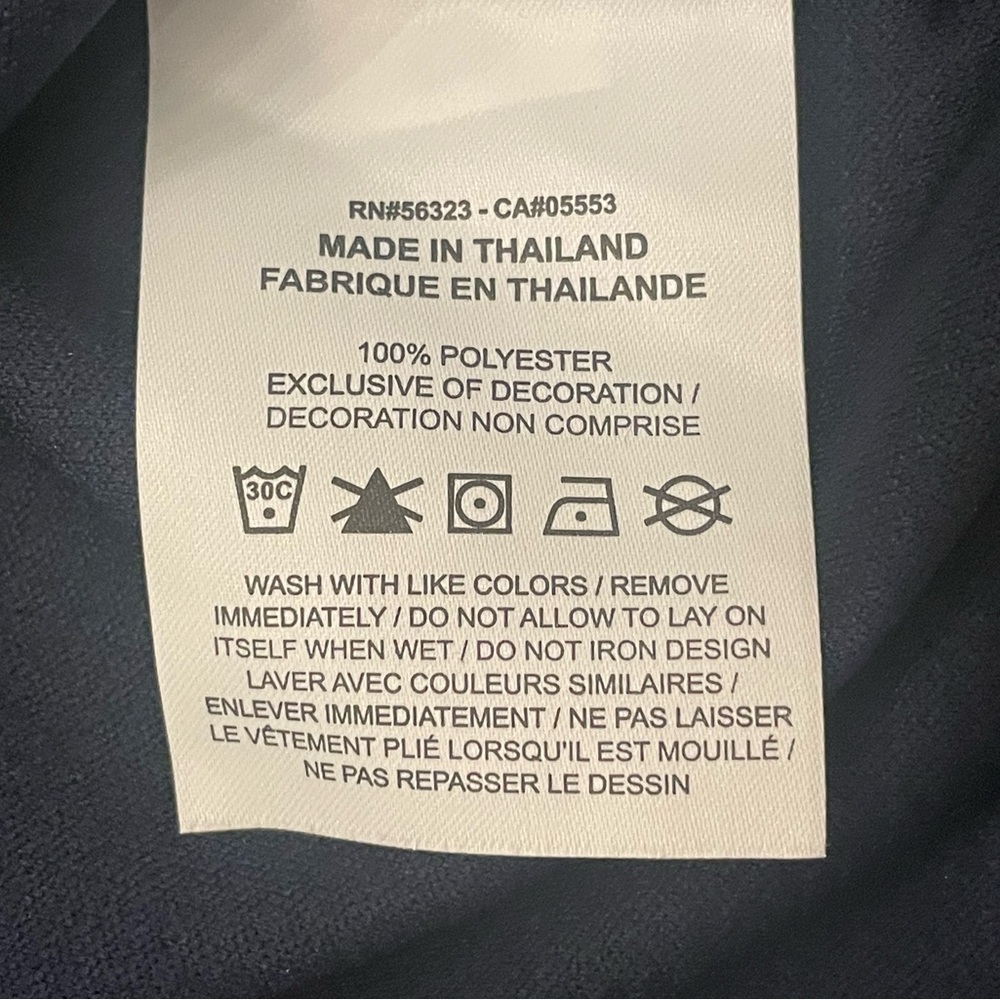 RN#56323 - CA#05553
MADE IN THAILAND
FABRIQUE EN THAILANDE
100% POLYESTER
EXCLUSIVE OF DECORATION /
DECORATION NON COMPRISE
30C
WASH WITH LIKE COLORS / REMOVE
IMMEDIATELY / DO NOT ALLOW TO LAY ON
ITSELF WHEN WET / DO NOT IRON DESIGN
LAVER AVEC COULEURS SIMILAIRES /
ENLEVER IMMEDIATEMENT / NE PAS LAISSER
LE VÊTEMENT PLIÉ LORSQU'IL EST MOUILLÉ /
NE PAS REPASSER LE DESSIN